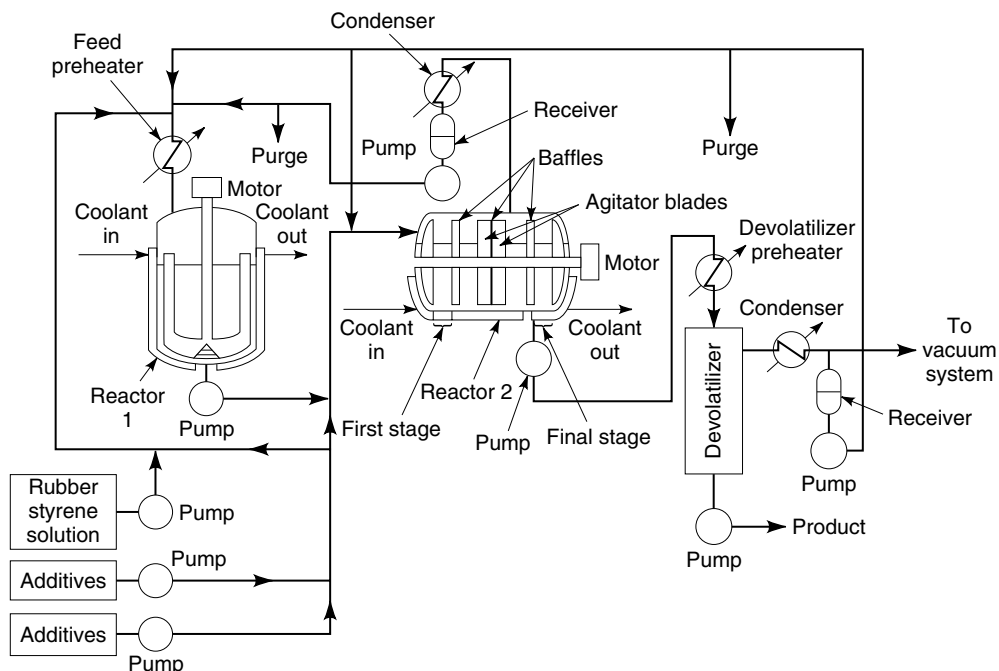 Condenser
Feed
preheater
Receiver
Pump
Purge
Purge
Baffles
Motor
Agitator blades
Coolant
in
Coolant
out
Devolatilizer
preheater
Motor
Condenser
Coolant
in
Coolant
out
To
vacuum
system
Reactor
1
Reactor 2
Pump
First stage
Pump
Final stage
Devolatilizer
Receiver
Pump
Rubber
styrene
solution
Pump
Product
Pump
Pump
Additives
Additives
Pump